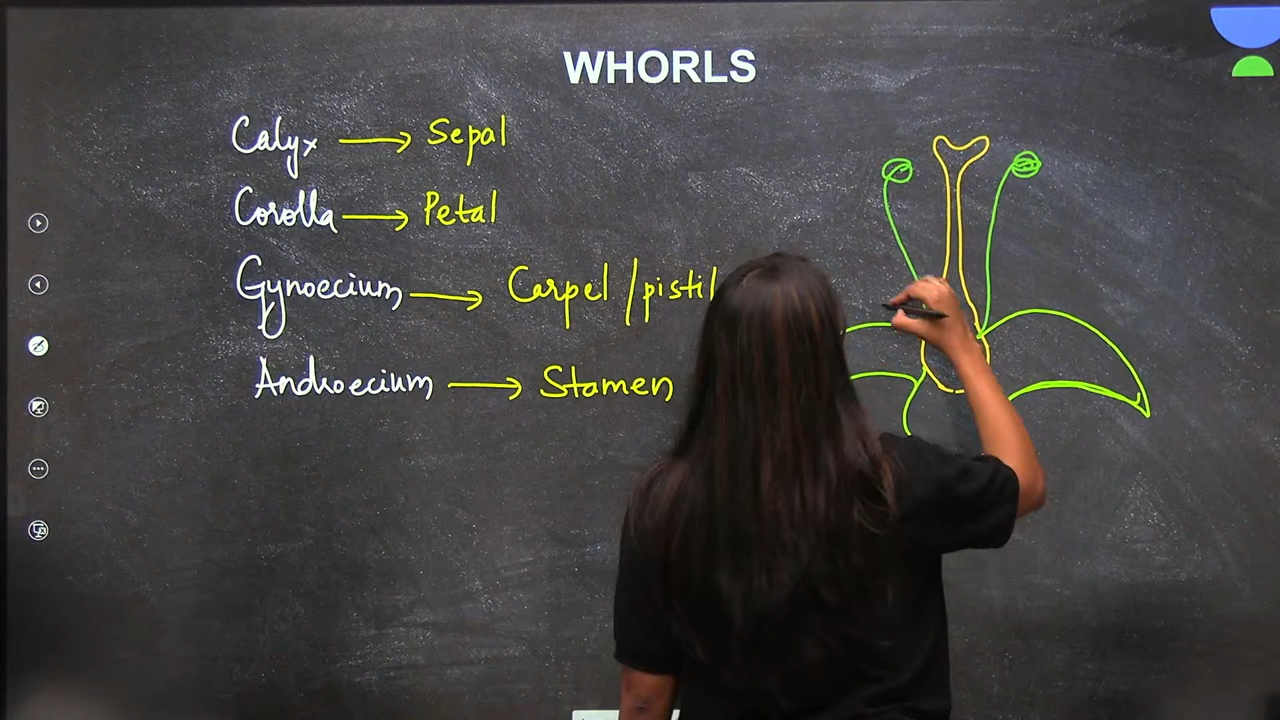 WHORLS
Calyx → Sepal
Corolla → Petal
Gynoecium → Carpel / pistil
Androecium → Stamen